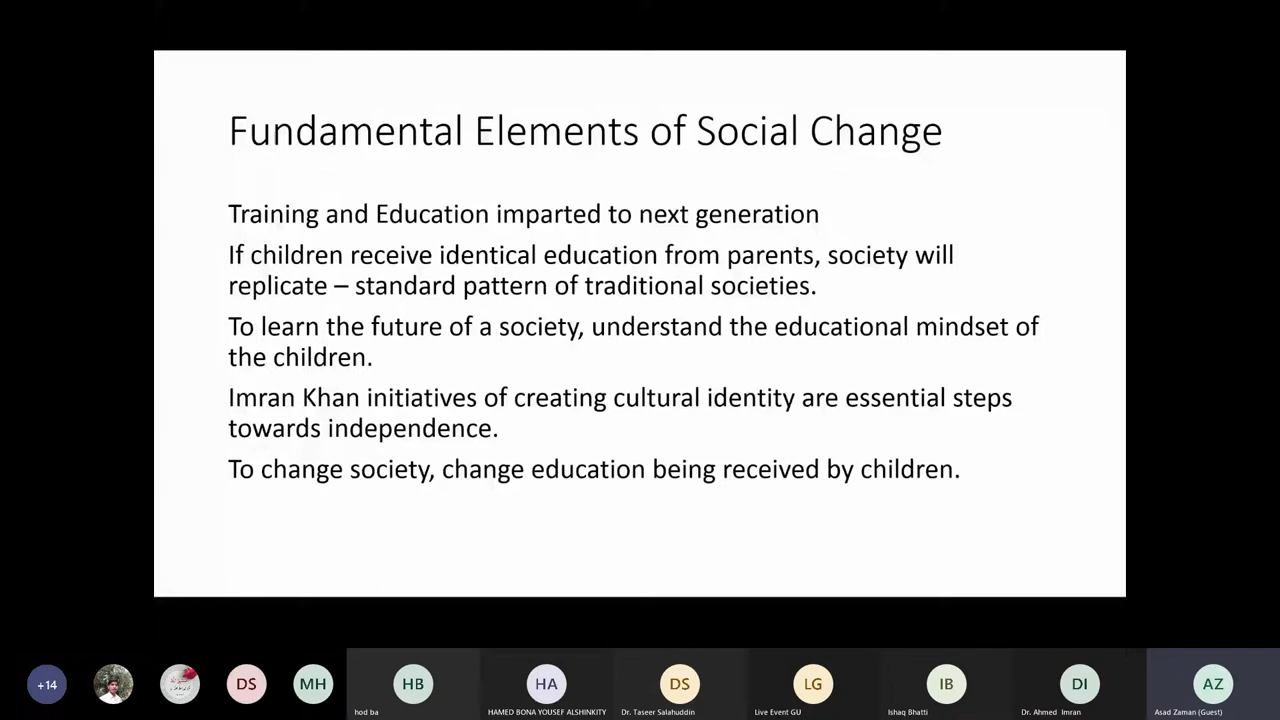 Fundamental Elements of Social Change
Training and Education imparted to next generation
If children receive identical education from parents, society will
replicate – standard pattern of traditional societies.
To learn the future of a society, understand the educational mindset of
the children.
Imran Khan initiatives of creating cultural identity are essential steps
towards independence.
To change society, change education being received by children.
+14
DS
MH
HB
HA
DS
LG
IB
DI
AZ
hod ba
HAMED BONA YOUSEF ALSHINKITY
Dr. Taseer Salahuddin
Live Event GU
Ishaq Bhatti
Dr. Ahmed Imran
Asad Zaman (Guest)